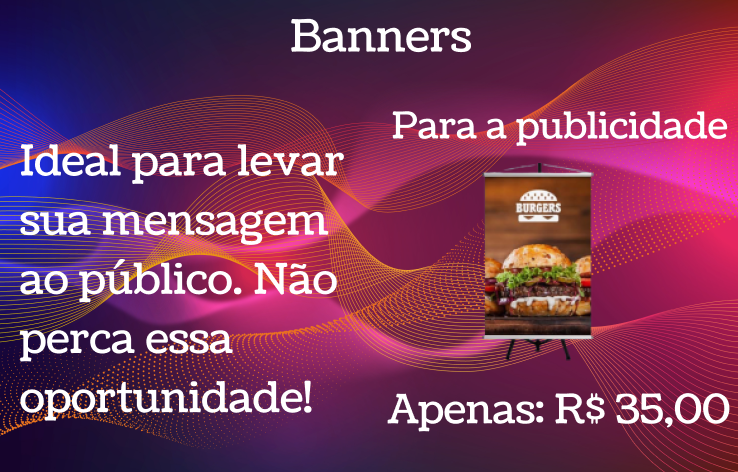 Banners
Para a publicidade
Ideal para levar
sua mensagem
ao público. Não
perca essa
oportunidade!
BURGERS
Apenas: R$ 35,00